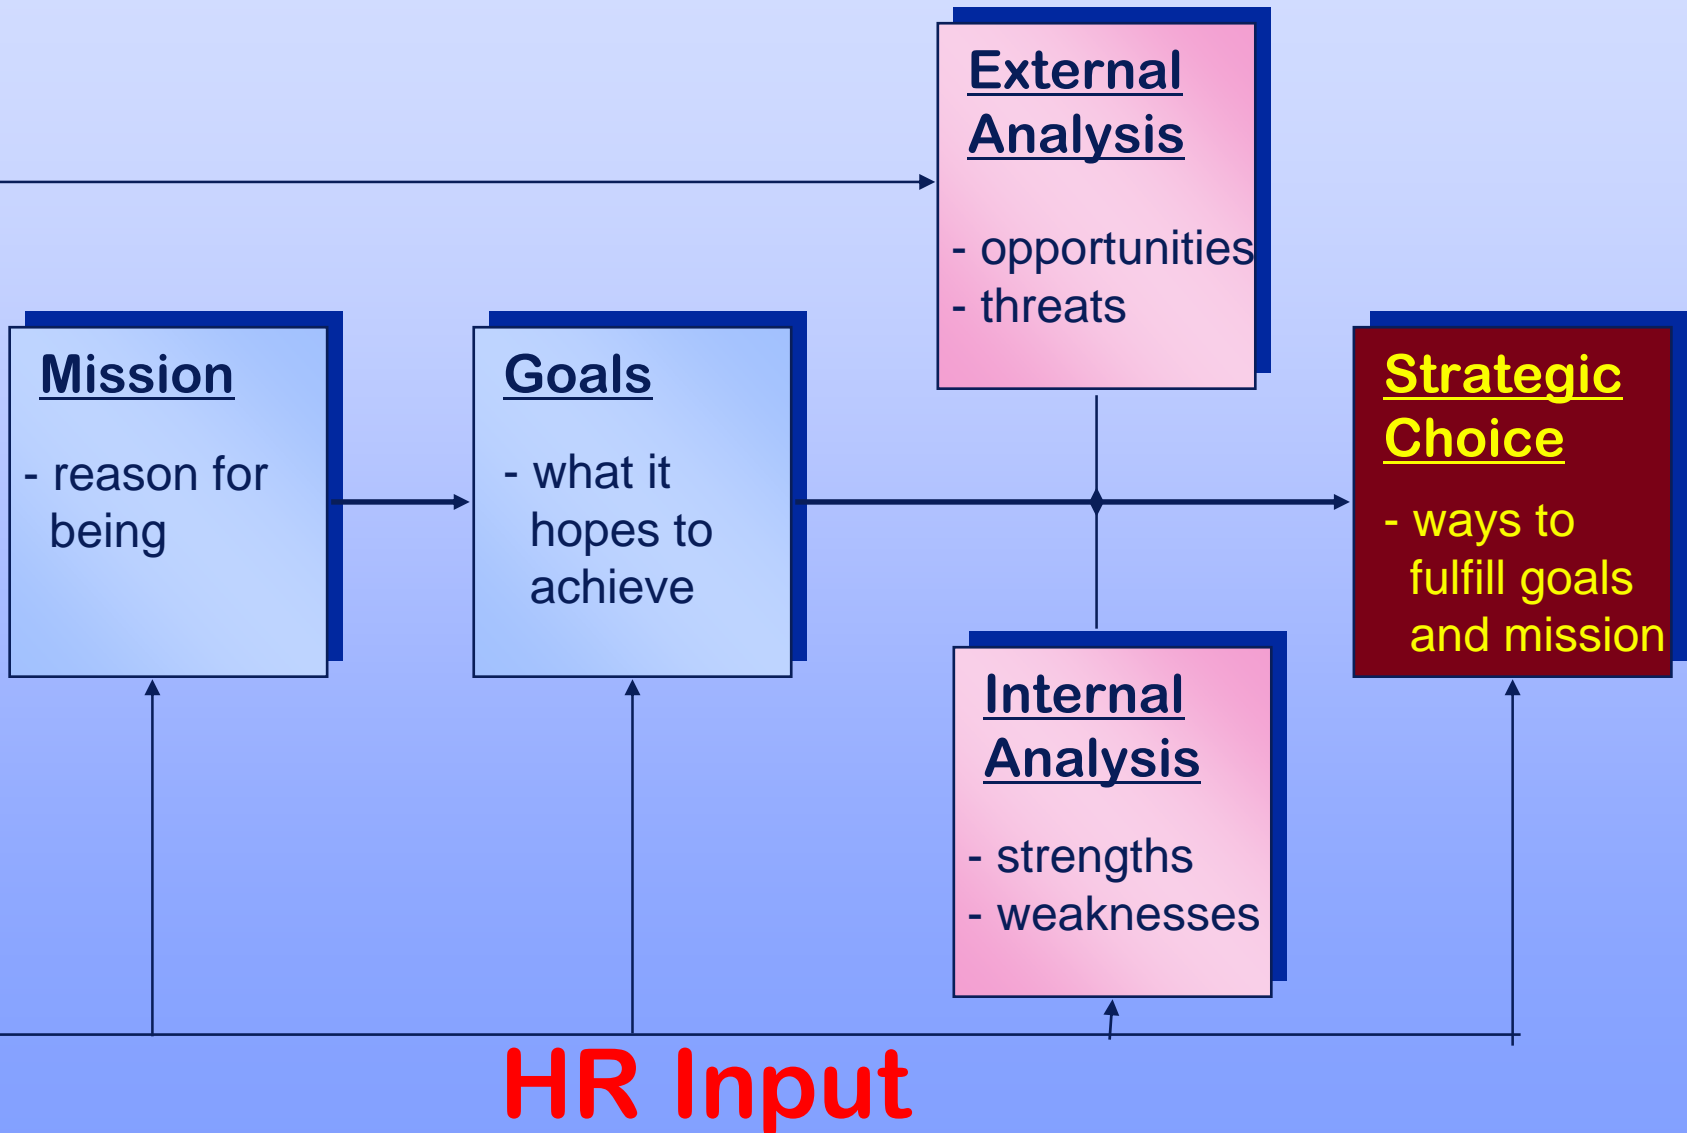 External
Analysis
- opportunities
- threats
Mission
- reason for
being
Goals
- what it
hopes to
achieve
Strategic
Choice
- ways to
fulfill goals
and mission
Internal
Analysis
- strengths
- weaknesses
HR Input